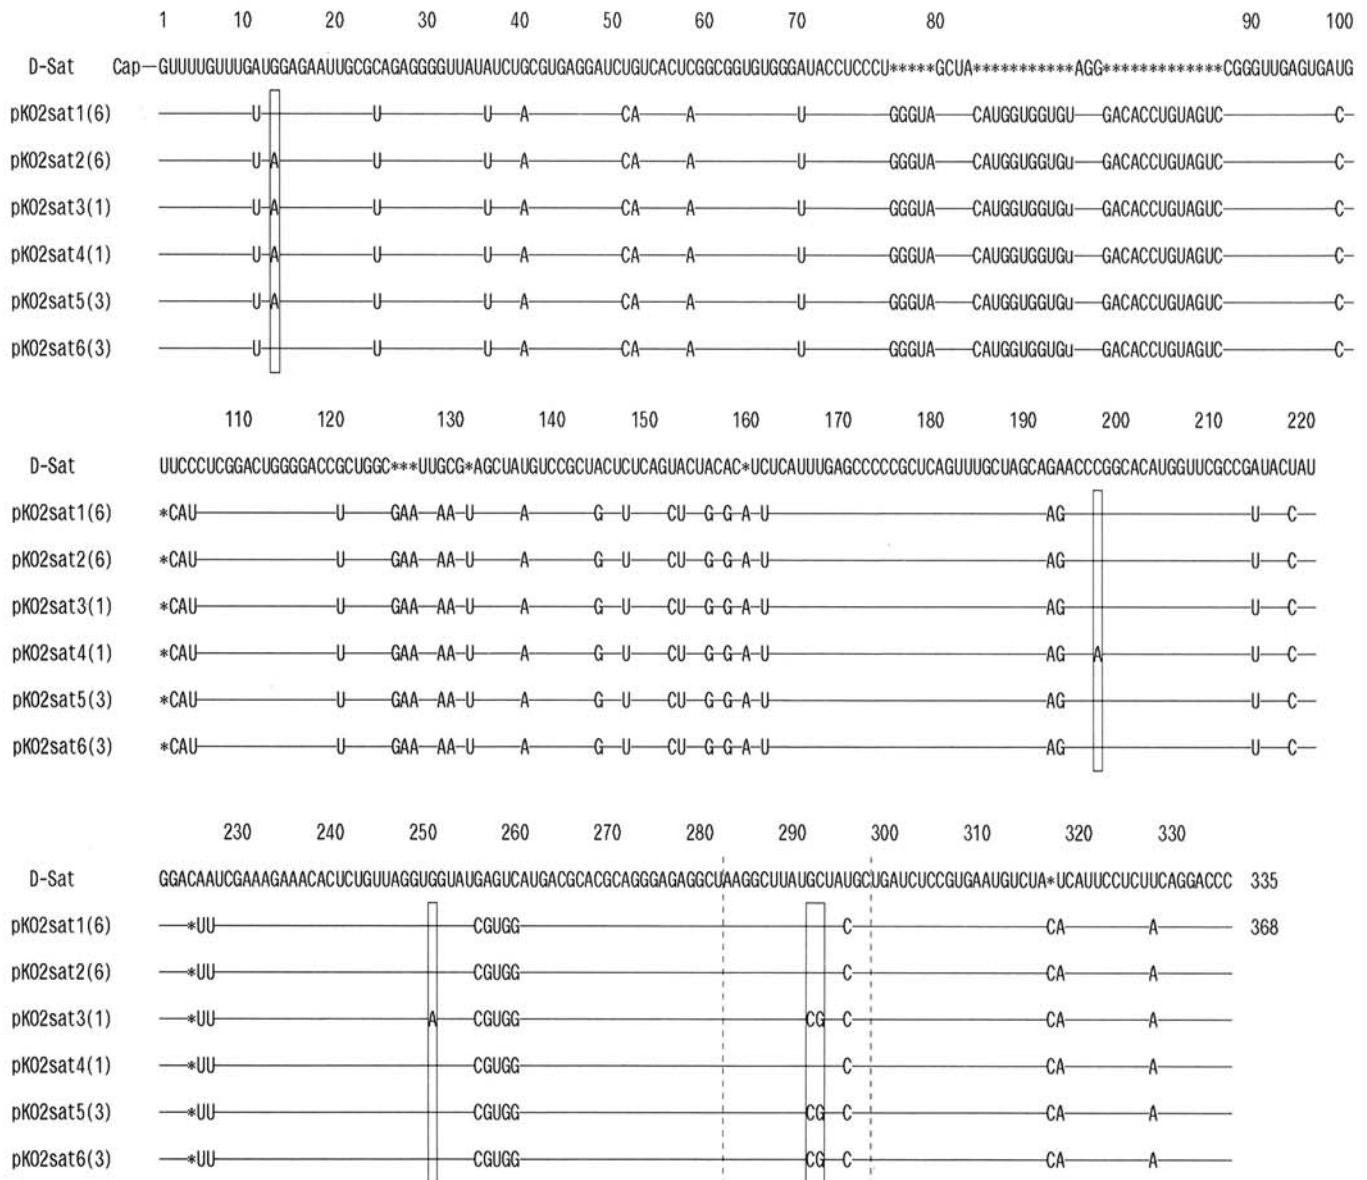 1 10 20 30 40 50 60 70 80 90 100
D-Sat Cap—GUUUUGUUUGAUGGAGAAUUGCGCAGAGGGGUUAUAUCUGCGUGAGGAUCUGUCACUCGGCGGUGUGGGAUACCUCCCU*****GCUA***********AGG*************CGGGUUGAGUGAUG
pKO2sat1(6) —U—U—U—A—CA—A—U—GGGUA—CAUGGUGGUGU—GACACCUGUAGUC—C—
pKO2sat2(6) —U—A—U—U—A—CA—A—U—GGGUA—CAUGGUGGUGu—GACACCUGUAGUC—C—
pKO2sat3(1) —U—A—U—U—A—CA—A—U—GGGUA—CAUGGUGGUGu—GACACCUGUAGUC—C—
pKO2sat4(1) —U—A—U—U—A—CA—A—U—GGGUA—CAUGGUGGUGu—GACACCUGUAGUC—C—
pKO2sat5(3) —U—A—U—U—A—CA—A—U—GGGUA—CAUGGUGGUGu—GACACCUGUAGUC—C—
pKO2sat6(3) —U—U—U—A—CA—A—U—GGGUA—CAUGGUGGUGu—GACACCUGUAGUC—C—
110 120 130 140 150 160 170 180 190 200 210 220
D-Sat UUCCCUCGGACUGGGGACCGCUGGC***UUGCG*AGCUAUGUCCGCUACUCUCAGUACUACAC*UCUCAUUUGAGCCCCCGCUCAGUUUGCUAGCAGAACCCGGCACAUGGUUCGCCGAUACUAU
pKO2sat1(6) *CAU—U—GAA—AA—U—A—G—U—CU—G—G—A—U—AG—U—C—
pKO2sat2(6) *CAU—U—GAA—AA—U—A—G—U—CU—G—G—A—U—AG—U—C—
pKO2sat3(1) *CAU—U—GAA—AA—U—A—G—U—CU—G—G—A—U—AG—U—C—
pKO2sat4(1) *CAU—U—GAA—AA—U—A—G—U—CU—G—G—A—U—AG—A—U—C—
pKO2sat5(3) *CAU—U—GAA—AA—U—A—G—U—CU—G—G—A—U—AG—U—C—
pKO2sat6(3) *CAU—U—GAA—AA—U—A—G—U—CU—G—G—A—U—AG—U—C—
230 240 250 260 270 280 290 300 310 320 330
D-Sat GGACAAUCGAAAGAAACACUCUGUUAGGUGGUAUGAGUCAUGACGCACGCAGGGAGAGGCUAAGGCUUAUGCUAUGCUGAUCUCCGUGAAUGUCUA*UCAUUCCUCUUCAGGACCC 335
pKO2sat1(6) —*UU—CGUGG—C—CA—A— 368
pKO2sat2(6) —*UU—CGUGG—C—CA—A—
pKO2sat3(1) —*UU—A—CGUGG—CG—C—CA—A—
pKO2sat4(1) —*UU—CGUGG—C—CA—A—
pKO2sat5(3) —*UU—CGUGG—CG—C—CA—A—
pKO2sat6(3) —*UU—CGUGG—CG—C—CA—A—